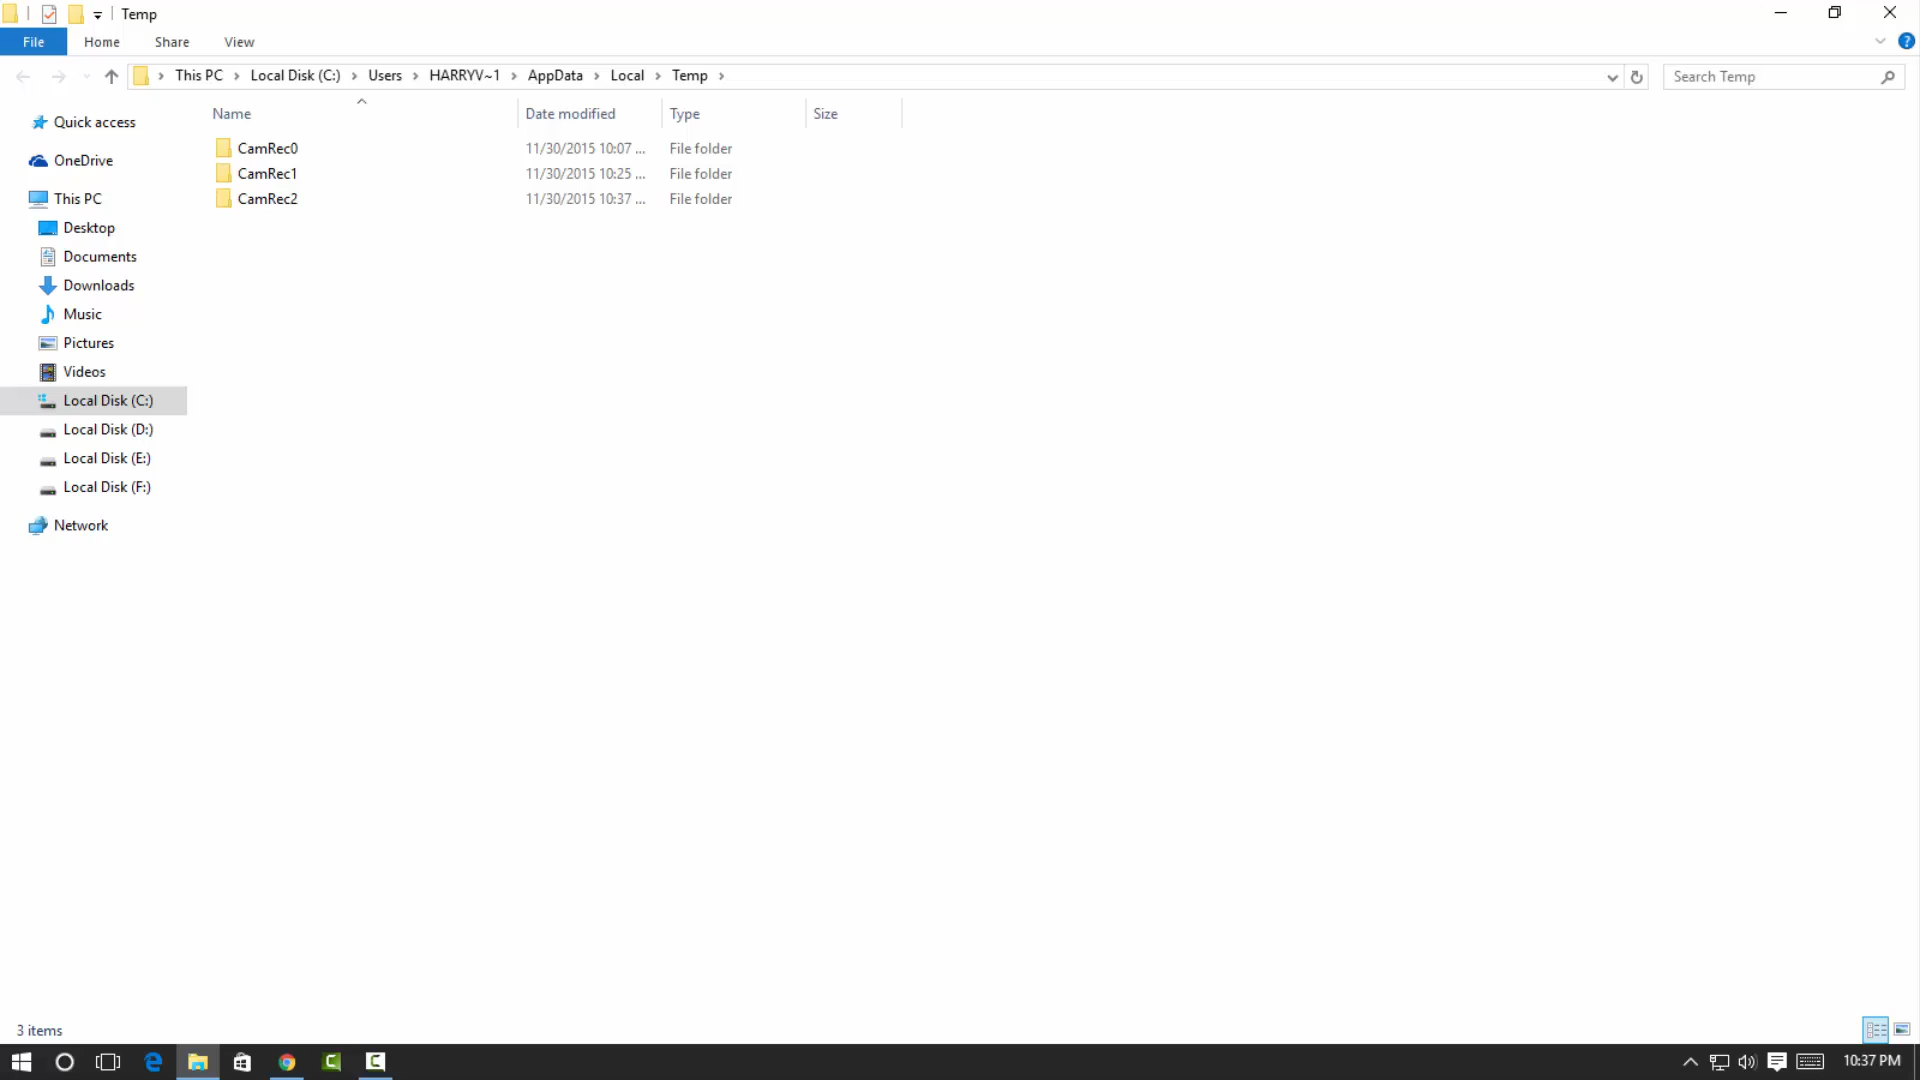 Temp
File Home Share View
This PC Local Disk (C:) Users HARRYV~1 AppData Local Temp Search Temp
Name Date modified Type Size
Quick access
CamRec0 11/30/2015 10:07 ... File folder
OneDrive
CamRec1 11/30/2015 10:25 ... File folder
This PC
CamRec2 11/30/2015 10:37 ... File folder
Desktop
Documents
Downloads
Music
Pictures
Videos
Local Disk (C:)
Local Disk (D:)
Local Disk (E:)
Local Disk (F:)
Network
3 items
10:37 PM